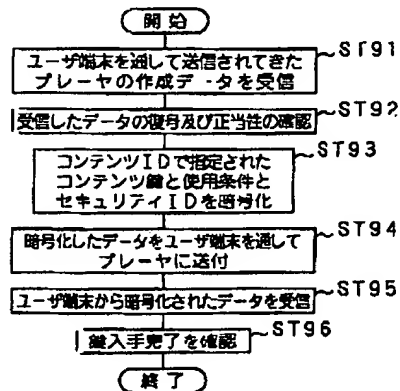 開始
ユーザ端末を通して送信されてきた
プレーヤの作成データを受信
ST91
受信したデータの復号及び正当性の確認
ST92
コンテンツIDで指定された
コンテンツ鍵と使用条件と
セキュリティIDを暗号化
ST93
暗号化したデータをユーザ端末を通して
プレーヤに送付
ST94
ユーザ端末から暗号化されたデータを受信
ST95
鍵入手完了を確認
ST96
終了